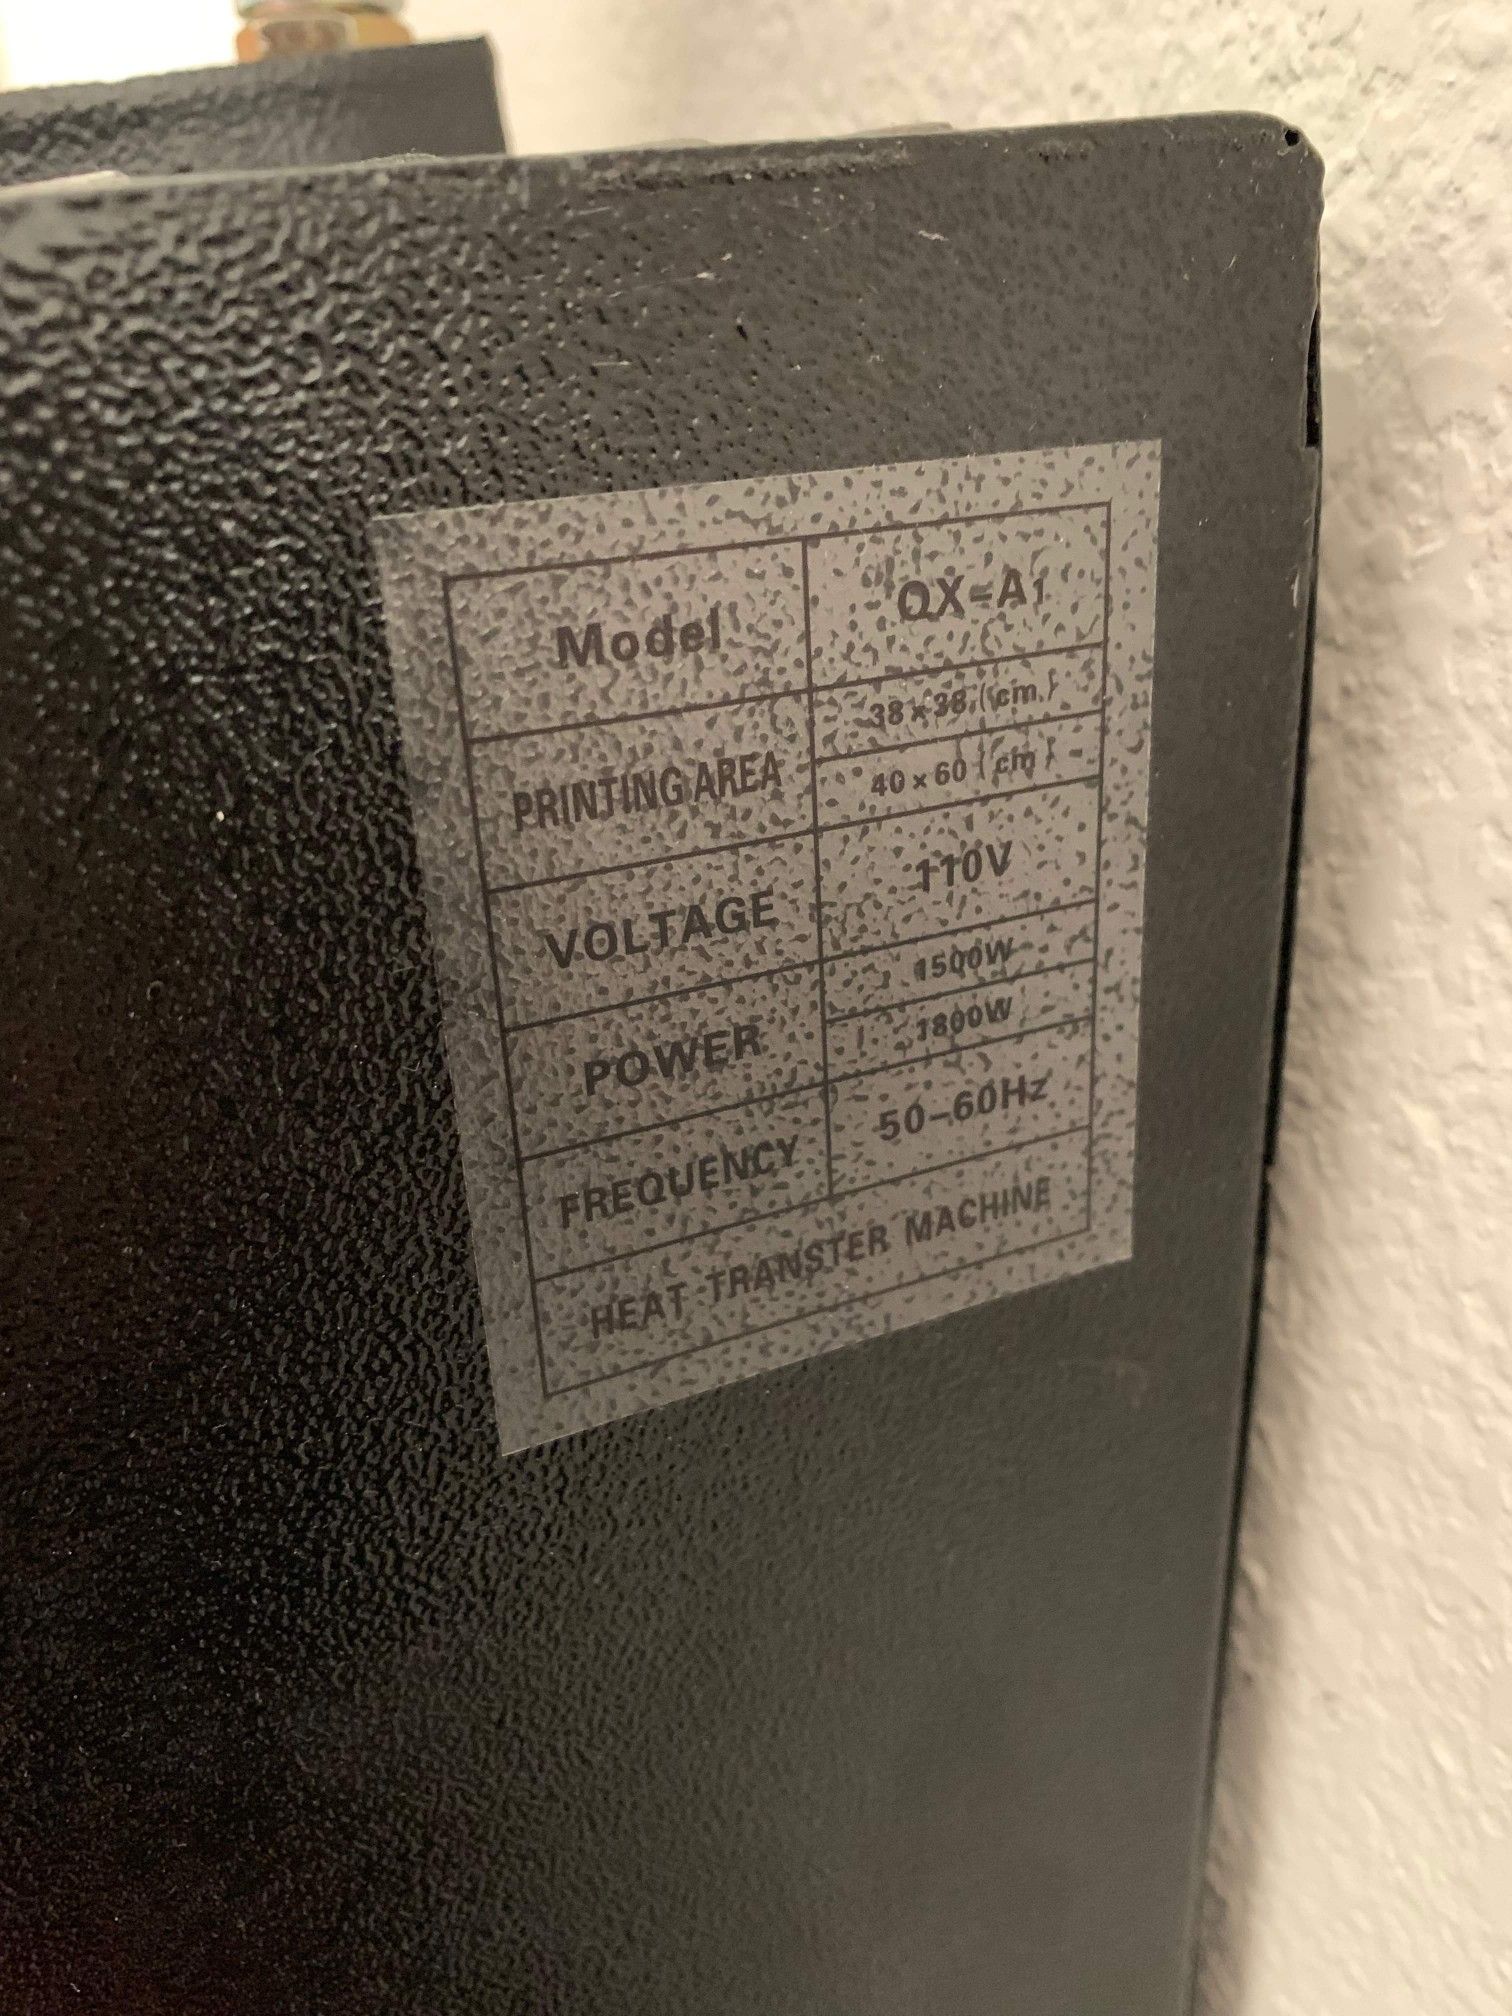 Model QX-A1
PRINTING AREA 38×38 (cm)
40×60 (cm)
VOLTAGE 110V
POWER 1500W
1800W
FREQUENCY 50-60Hz
HEAT TRANSTER MACHINE